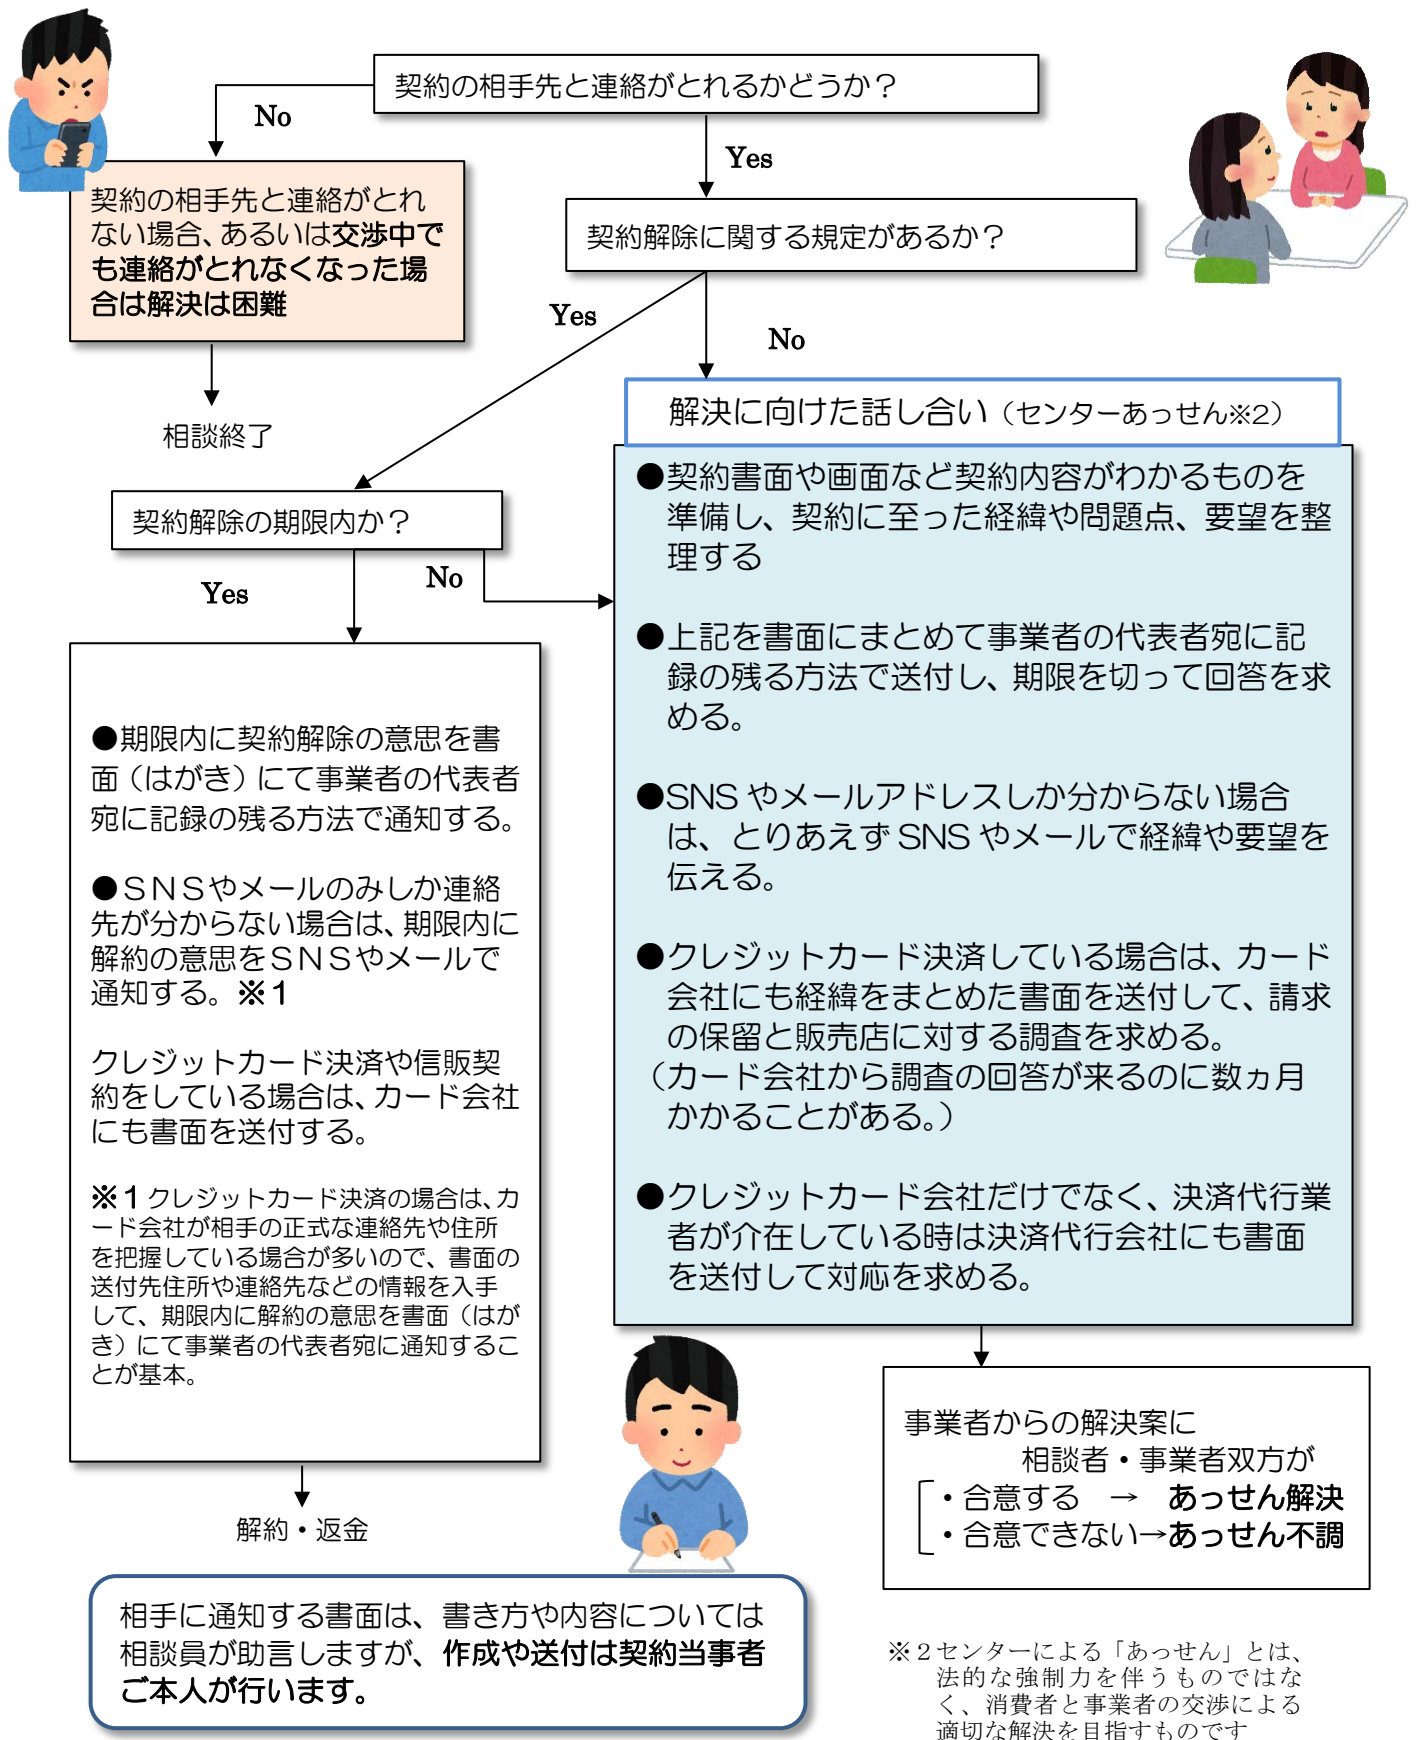 契約の相手先と連絡がとれるかどうか？
No
Yes
契約の相手先と連絡がとれ
ない場合、あるいは交渉中で
も連絡がとれなくなった場
合は解決は困難
契約解除に関する規定があるか？
Yes
No
相談終了
解決に向けた話し合い（センターあっせん※2）
契約解除の期限内か？
Yes
No
●契約書面や画面など契約内容がわかるものを
準備し、契約に至った経緯や問題点、要望を整
理する
●上記を書面にまとめて事業者の代表者宛に記
録の残る方法で送付し、期限を切って回答を求
める。
●SNS やメールアドレスしか分からない場合
は、とりあえず SNS やメールで経緯や要望を
伝える。
●クレジットカード決済している場合は、カード
会社にも経緯をまとめた書面を送付して、請求
の保留と販売店に対する調査を求める。
（カード会社から調査の回答が来るのに数ヵ月
かかることがある。）
●クレジットカード会社だけでなく、決済代行業
者が介在している時は決済代行会社にも書面
を送付して対応を求める。
●期限内に契約解除の意思を書
面（はがき）にて事業者の代表者
宛に記録の残る方法で通知する。
●ＳＮＳやメールのみしか連絡
先が分からない場合は、期限内に
解約の意思をＳＮＳやメールで
通知する。※１
クレジットカード決済や信販契
約をしている場合は、カード会社
にも書面を送付する。
※１クレジットカード決済の場合は、カ
ード会社が相手の正式な連絡先や住所
を把握している場合が多いので、書面の
送付先住所や連絡先などの情報を入手
して、期限内に解約の意思を書面（はが
き）にて事業者の代表者宛に通知するこ
とが基本。
解約・返金
事業者からの解決案に
相談者・事業者双方が
・合意する　→　あっせん解決
・合意できない→あっせん不調
相手に通知する書面は、書き方や内容については
相談員が助言しますが、作成や送付は契約当事者
ご本人が行います。
※２センターによる「あっせん」とは、
法的な強制力を伴うものではな
く、消費者と事業者の交渉による
適切な解決を目指すものです